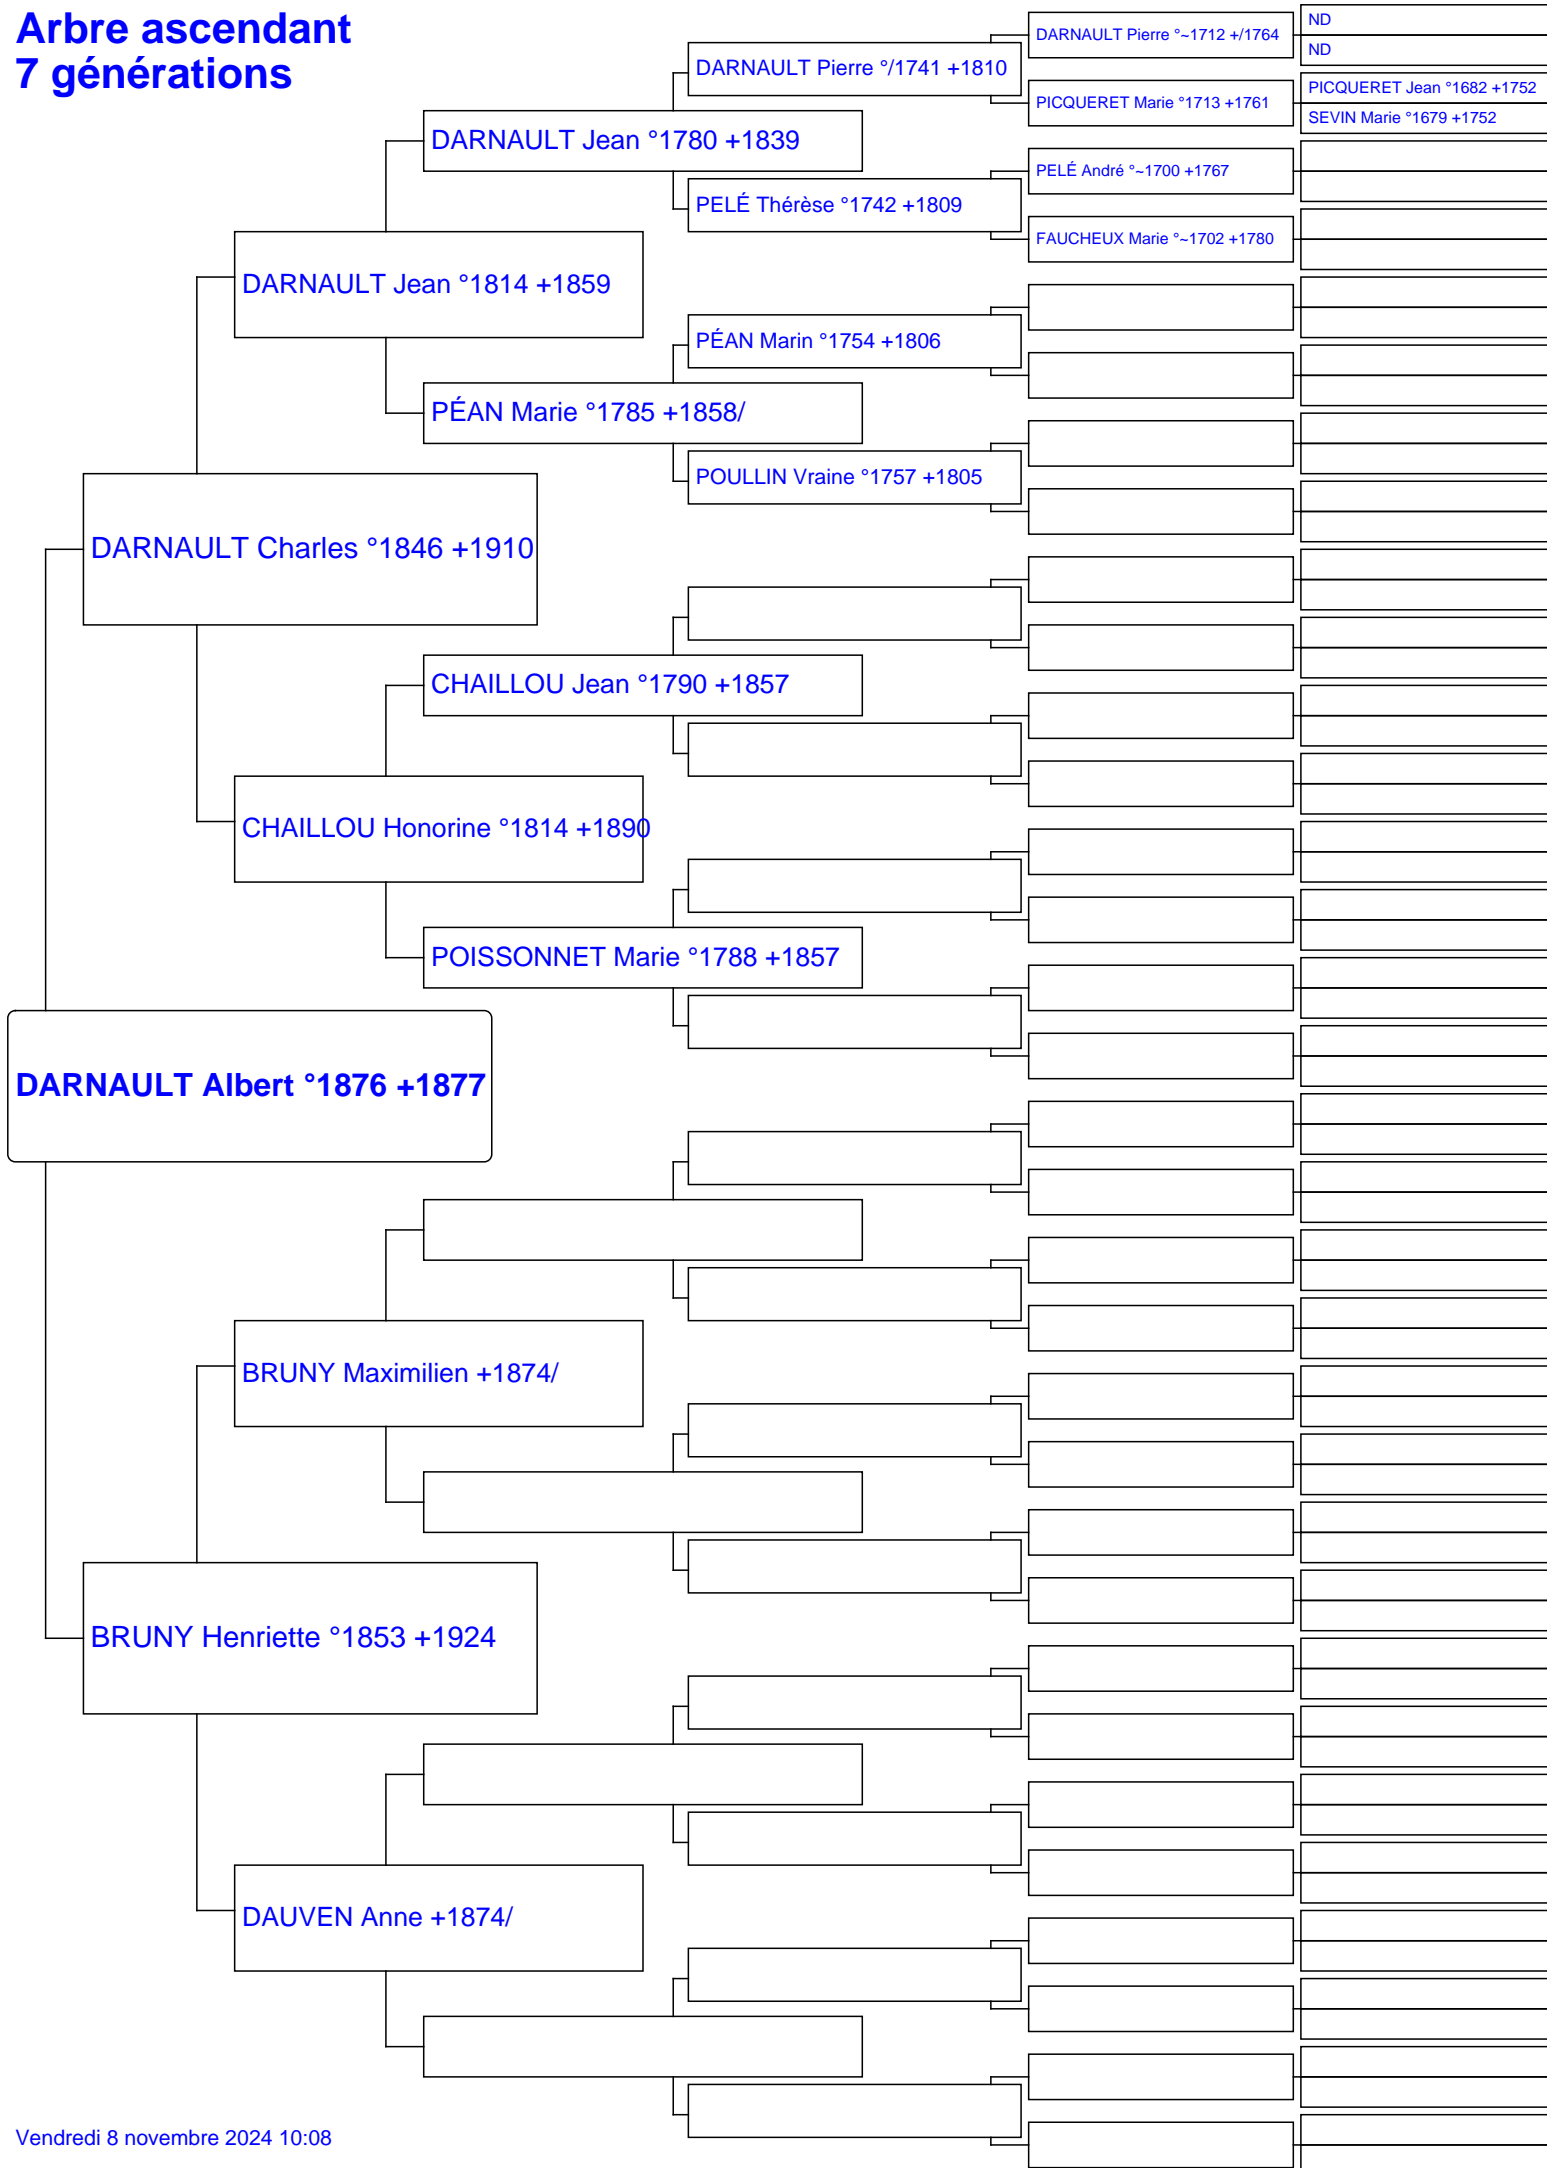 Arbre ascendant
7 générations
DARNAULT Albert °1876 +1877
DARNAULT Charles °1846 +1910
BRUNY Henriette °1853 +1924
DARNAULT Jean °1814 +1859
CHAILLOU Honorine °1814 +1890
BRUNY Maximilien +1874/
DAUVEN Anne +1874/
DARNAULT Jean °1780 +1839
PÉAN Marie °1785 +1858/
CHAILLOU Jean °1790 +1857
POISSONNET Marie °1788 +1857
DARNAULT Pierre °/1741 +1810
PELÉ Thérèse °1742 +1809
PÉAN Marin °1754 +1806
POULLIN Vraine °1757 +1805
DARNAULT Pierre °~1712 +/1764
PICQUERET Marie °1713 +1761
PELÉ André °~1700 +1767
FAUCHEUX Marie °~1702 +1780
ND
ND
PICQUERET Jean °1682 +1752
SEVIN Marie °1679 +1752
Vendredi 8 novembre 2024 10:08